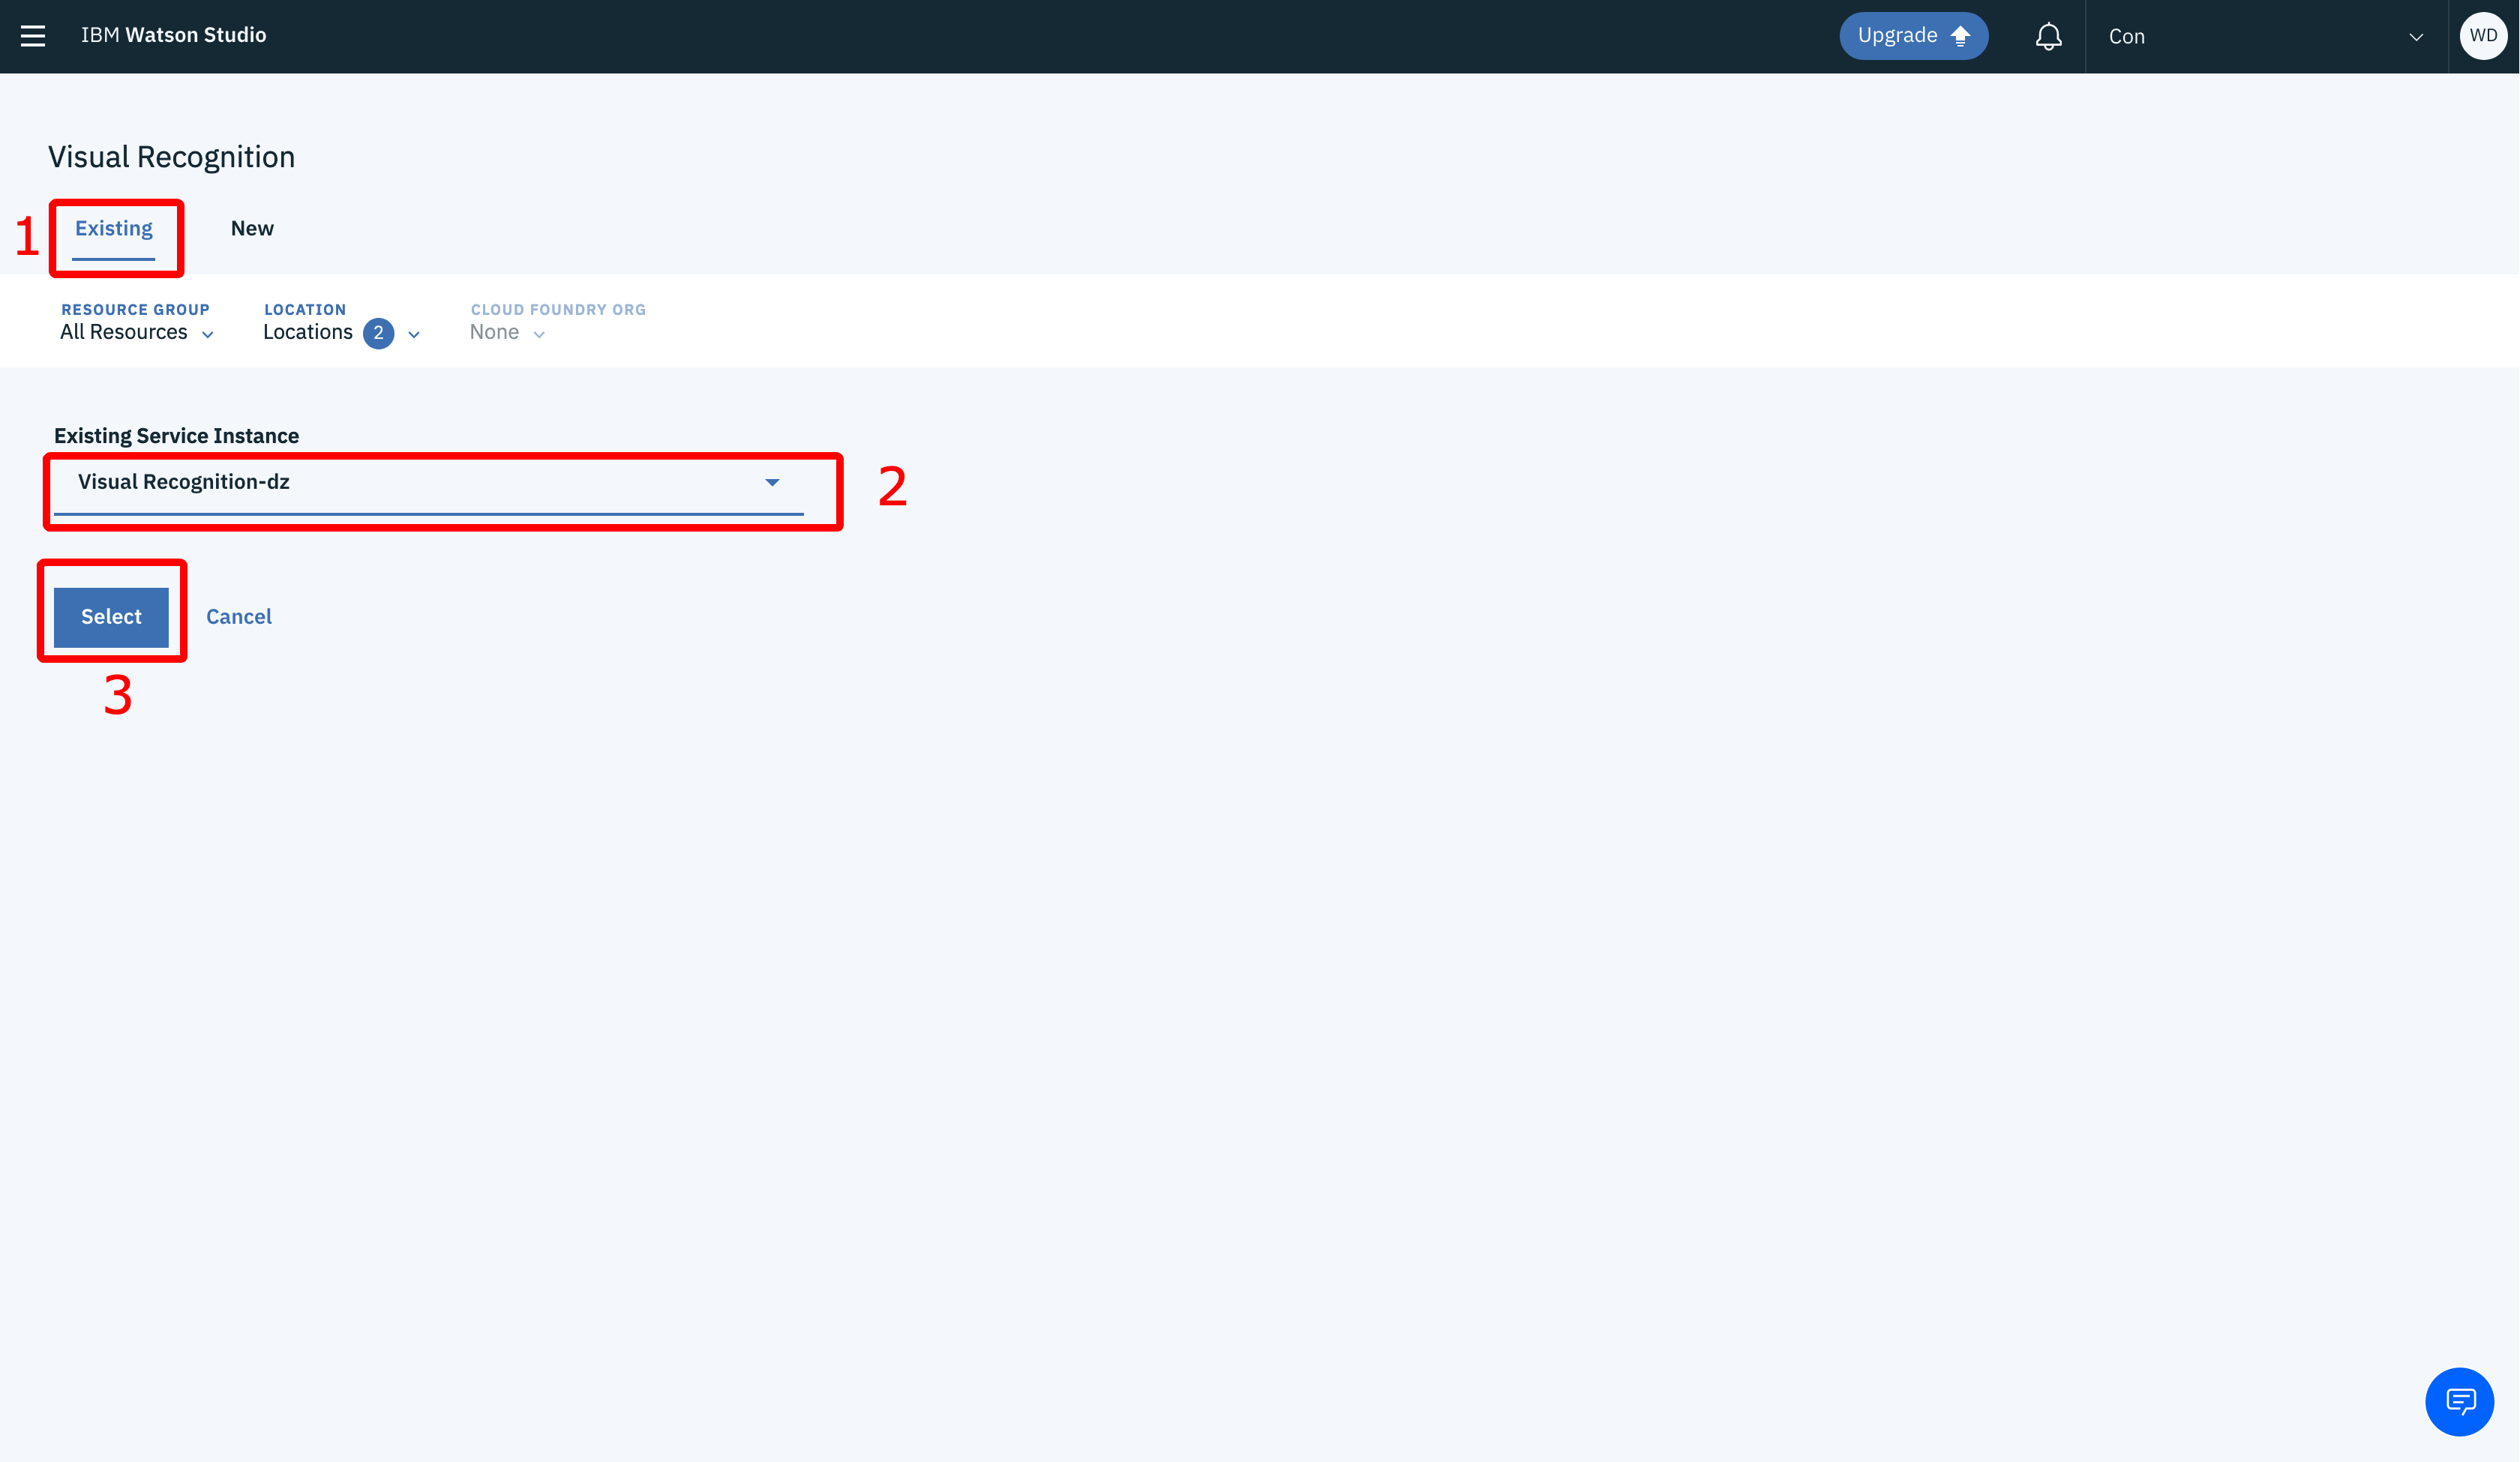 IBM Watson Studio
Upgrade
Con
WD
Visual Recognition
1
Existing
New
RESOURCE GROUP
All Resources
LOCATION
Locations 2
CLOUD FOUNDRY ORG
None
Existing Service Instance
Visual Recognition-dz
2
Select
Cancel
3